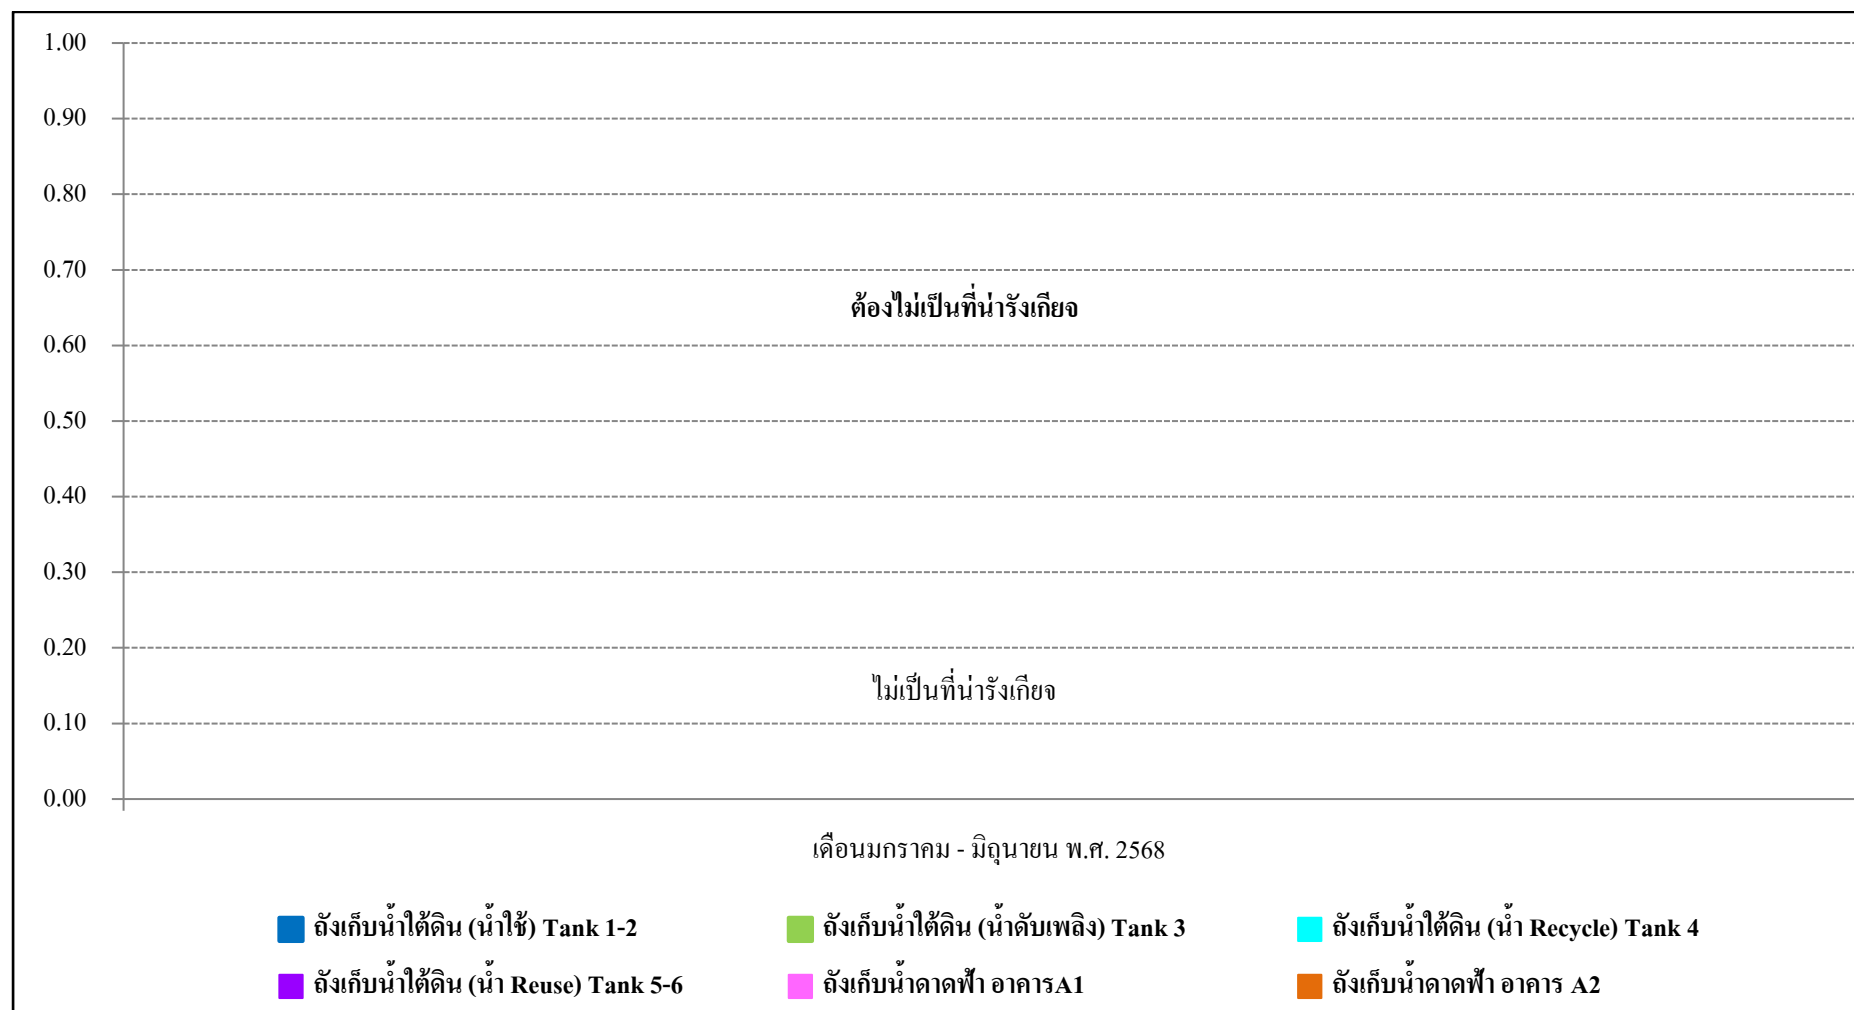 1.00
0.90
0.80
0.70
ต้องไม่เป็นที่น่ารังเกียจ
0.60
0.50
0.40
0.30
0.20
ไม่เป็นที่น่ารังเกียจ
0.10
0.00
เดือนมกราคม - มิถุนายน พ.ศ. 2568
ถังเก็บน้ำใต้ดิน (น้ำใช้) Tank 1-2
ถังเก็บน้ำใต้ดิน (น้ำดับเพลิง) Tank 3
ถังเก็บน้ำใต้ดิน (น้ำ Recycle) Tank 4
ถังเก็บน้ำใต้ดิน (น้ำ Reuse) Tank 5-6
ถังเก็บน้ำดาดฟ้า อาคารA1
ถังเก็บน้ำดาดฟ้า อาคาร A2